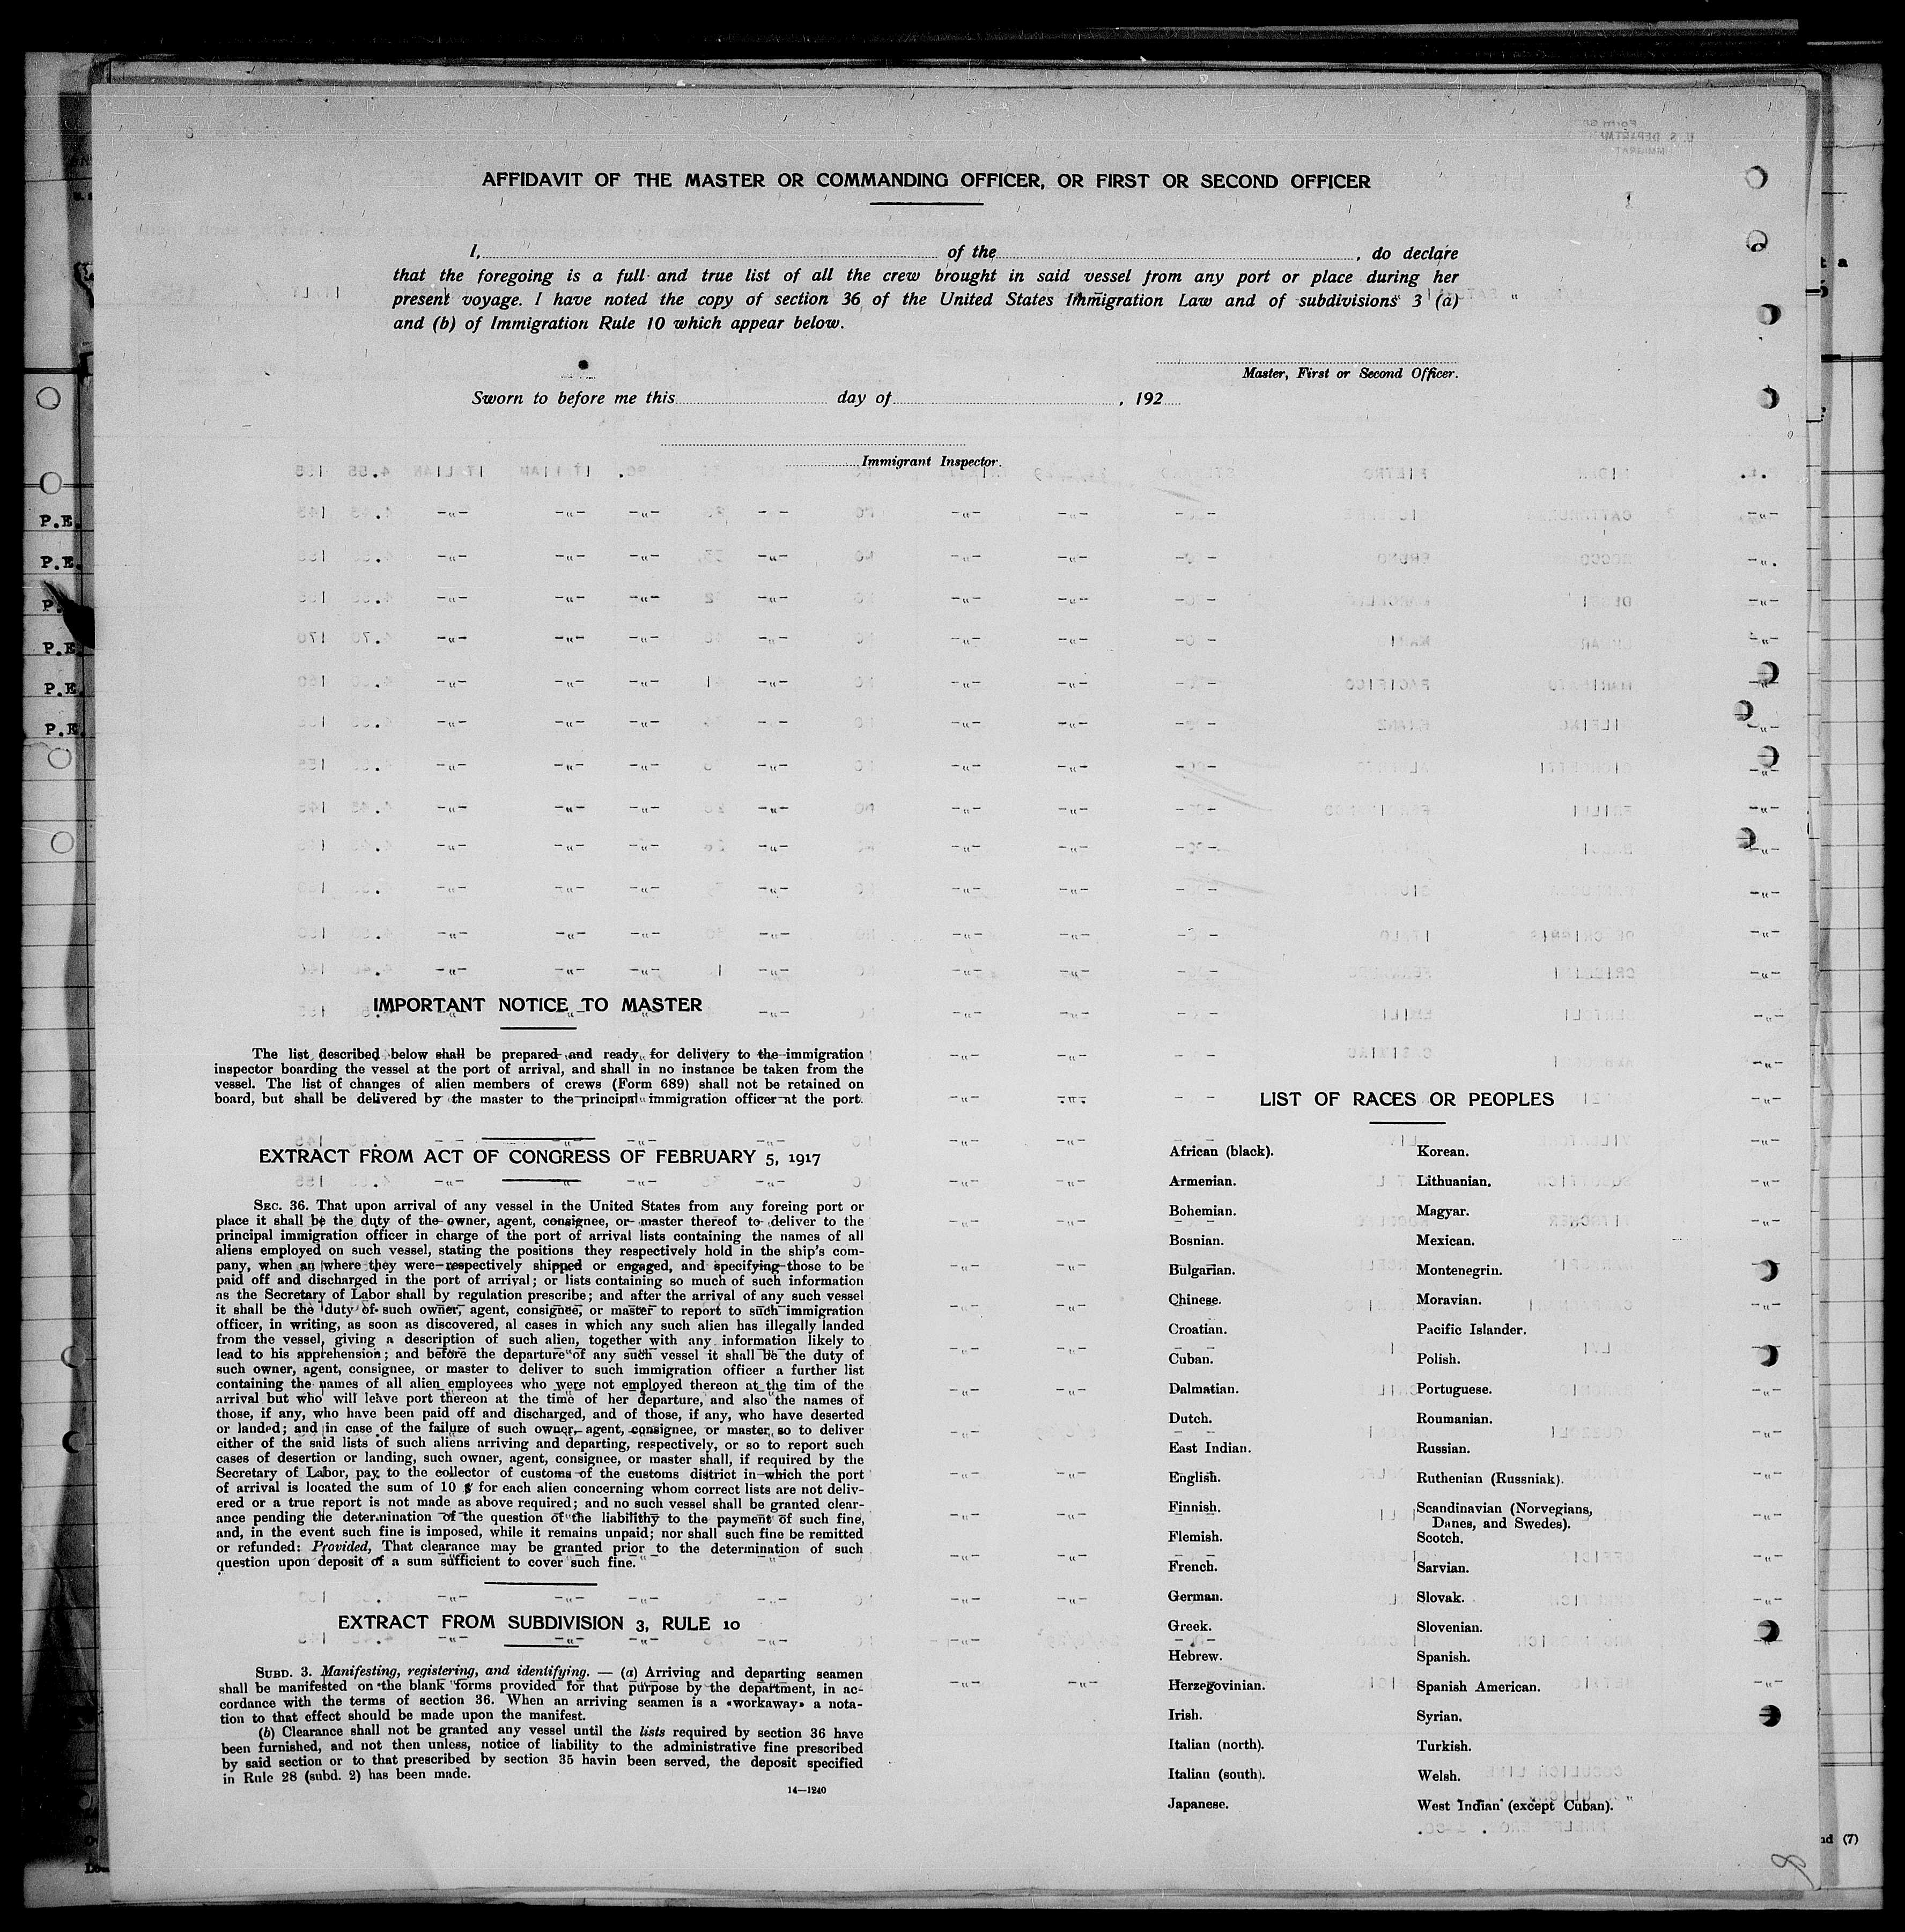 AFFIDAVIT OF THE MASTER OR COMMANDING OFFICER, OR FIRST OR SECOND OFFICER
I, of the , do declare
that the foregoing is a full and true list of all the crew brought in said vessel from any port or place during her
present voyage. I have noted the copy of section 36 of the United States Immigration Law and of subdivisions 3 (a)
and (b) of Immigration Rule 10 which appear below.
Master, First or Second Officer.
Sworn to before me this day of , 192
Immigrant Inspector.
P.E.
P.E.
P.
P.E.
P.E.
P.E.
IMPORTANT NOTICE TO MASTER
The list described below shall be prepared and ready for delivery to the immigration
inspector boarding the vessel at the port of arrival, and shall in no instance be taken from the
vessel. The list of changes of alien members of crews (Form 689) shall not be retained on
board, but shall be delivered by the master to the principal immigration officer at the port.
EXTRACT FROM ACT OF CONGRESS OF FEBRUARY 5, 1917
SEC. 36. That upon arrival of any vessel in the United States from any foreing port or
place it shall be the duty of the owner, agent, consignee, or master thereof to deliver to the
principal immigration officer in charge of the port of arrival lists containing the names of all
aliens employed on such vessel, stating the positions they respectively hold in the ship's com-
pany, when an where they were respectively shipped or engaged, and specifying those to be
paid off and discharged in the port of arrival; or lists containing so much of such information
as the Secretary of Labor shall by regulation prescribe; and after the arrival of any such vessel
it shall be the duty of such owner, agent, consignee, or master to report to such immigration
officer, in writing, as soon as discovered, al cases in which any such alien has illegally landed
from the vessel, giving a description of such alien, together with any information likely to
lead to his apprehension; and before the departure of any such vessel it shall be the duty of
such owner, agent, consignee, or master to deliver to such immigration officer a further list
containing the names of all alien employees who were not employed thereon at the tim of the
arrival but who will leave port thereon at the time of her departure, and also the names of
those, if any, who have been paid off and discharged, and of those, if any, who have deserted
or landed; and in case of the failure of such owner, agent, consignee, or master so to deliver
either of the said lists of such aliens arriving and departing, respectively, or so to report such
cases of desertion or landing, such owner, agent, consignee, or master shall, if required by the
Secretary of Labor, pay to the collector of customs of the customs district in which the port
of arrival is located the sum of 10 $ for each alien concerning whom correct lists are not deliv-
ered or a true report is not made as above required; and no such vessel shall be granted clear-
ance pending the determination of the question of the liabilithy to the payment of such fine,
and, in the event such fine is imposed, while it remains unpaid; nor shall such fine be remitted
or refunded: Provided, That clearance may be granted prior to the determination of such
question upon deposit of a sum sufficient to cover such fine.
EXTRACT FROM SUBDIVISION 3, RULE 10
SUBD. 3. Manifesting, registering, and identifying. — (a) Arriving and departing seamen
shall be manifested on the blank forms provided for that purpose by the department, in ac-
cordance with the terms of section 36. When an arriving seamen is a «workaway» a nota-
tion to that effect should be made upon the manifest.
(b) Clearance shall not be granted any vessel until the lists required by section 36 have
been furnished, and not then unless, notice of liability to the administrative fine prescribed
by said section or to that prescribed by section 35 havin been served, the deposit specified
in Rule 28 (subd. 2) has been made.
14—1240
LIST OF RACES OR PEOPLES
African (black).
Armenian.
Bohemian.
Bosnian.
Bulgarian.
Chinese.
Croatian.
Cuban.
Dalmatian.
Dutch.
East Indian.
English.
Finnish.
Flemish.
French.
German.
Greek.
Hebrew.
Herzegovinian.
Irish.
Italian (north).
Italian (south).
Japanese.
Korean.
Lithuanian.
Magyar.
Mexican.
Montenegrin.
Moravian.
Pacific Islander.
Polish.
Portuguese.
Roumanian.
Russian.
Ruthenian (Russniak).
Scandinavian (Norvegians,
Danes, and Swedes).
Scotch.
Sarvian.
Slovak.
Slovenian.
Spanish.
Spanish American.
Syrian.
Turkish.
Welsh.
West Indian (except Cuban).
nd (7)
8